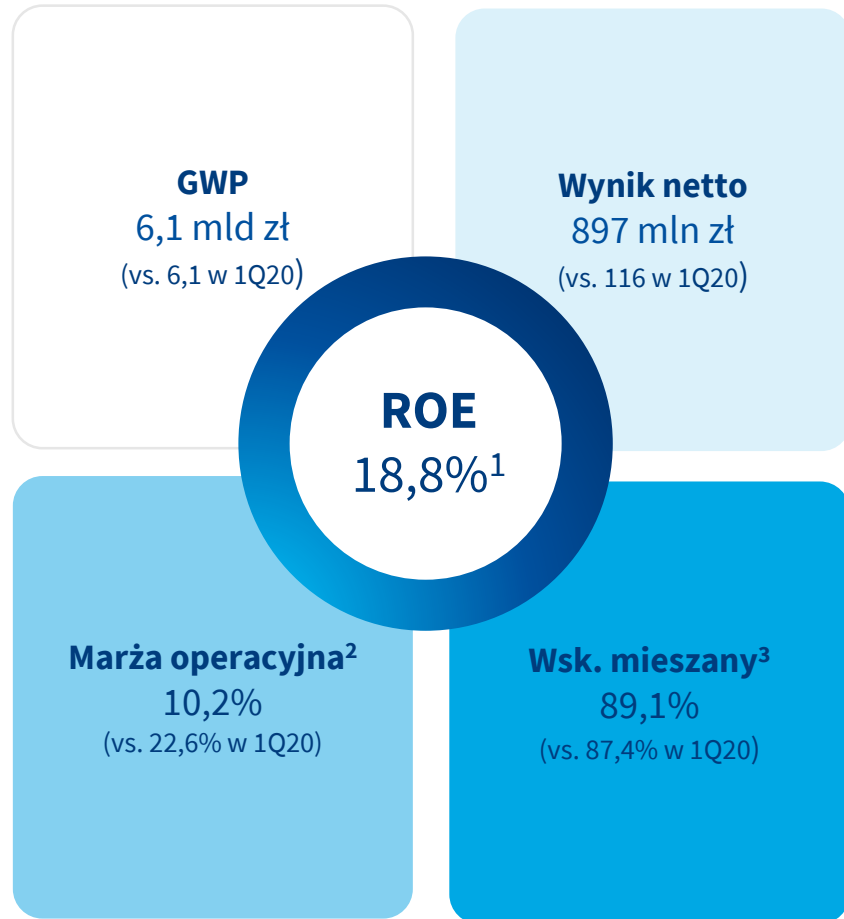 GWP
6,1 mld zł
(vs. 6,1 w 1Q20)
Wynik netto
897 mln zł
(vs. 116 w 1Q20)
ROE
18,8%¹
Marża operacyjna²
10,2%
(vs. 22,6% w 1Q20)
Wsk. mieszany³
89,1%
(vs. 87,4% w 1Q20)